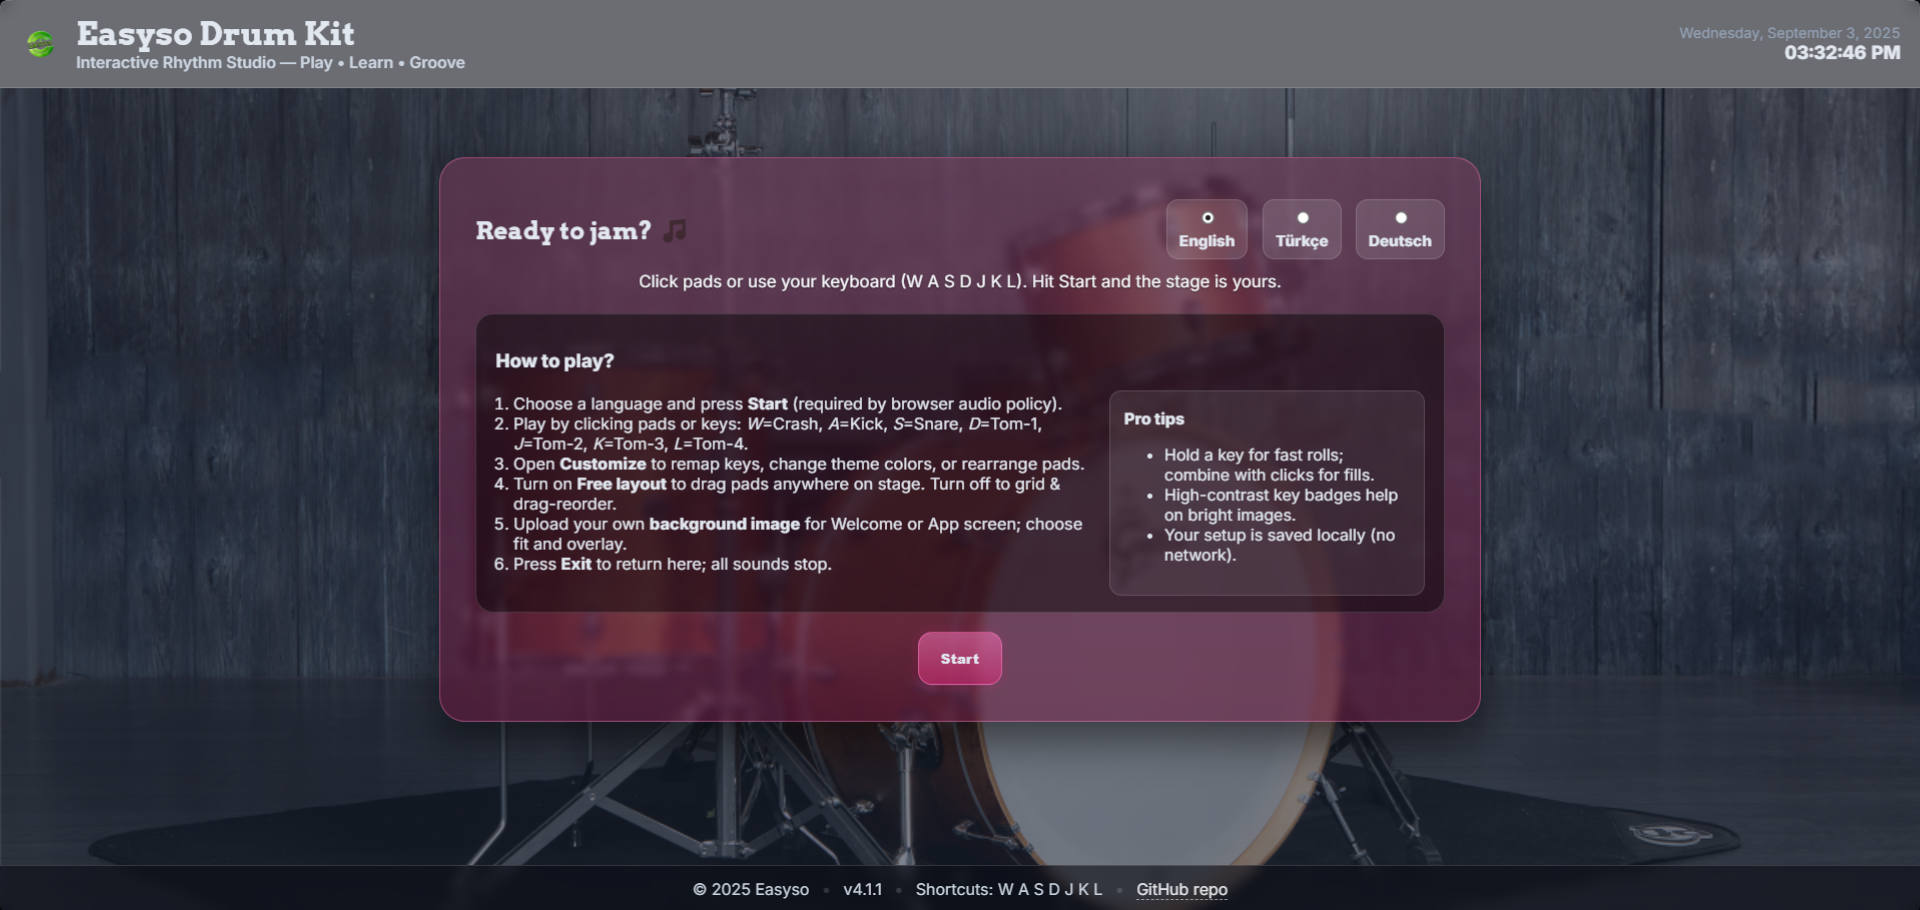 Easyso Drum Kit
Interactive Rhythm Studio — Play • Learn • Groove
Wednesday, September 3, 2025
03:32:46 PM
Ready to jam? 🎵
English
Türkçe
Deutsch
Click pads or use your keyboard (W A S D J K L). Hit Start and the stage is yours.
How to play?
1. Choose a language and press Start (required by browser audio policy).
2. Play by clicking pads or keys: W=Crash, A=Kick, S=Snare, D=Tom-1,
J=Tom-2, K=Tom-3, L=Tom-4.
3. Open Customize to remap keys, change theme colors, or rearrange pads.
4. Turn on Free layout to drag pads anywhere on stage. Turn off to grid &
drag-reorder.
5. Upload your own background image for Welcome or App screen; choose
fit and overlay.
6. Press Exit to return here; all sounds stop.
Pro tips
• Hold a key for fast rolls;
combine with clicks for fills.
• High-contrast key badges help
on bright images.
• Your setup is saved locally (no
network).
Start
© 2025 Easyso • v4.1.1 • Shortcuts: W A S D J K L • GitHub repo